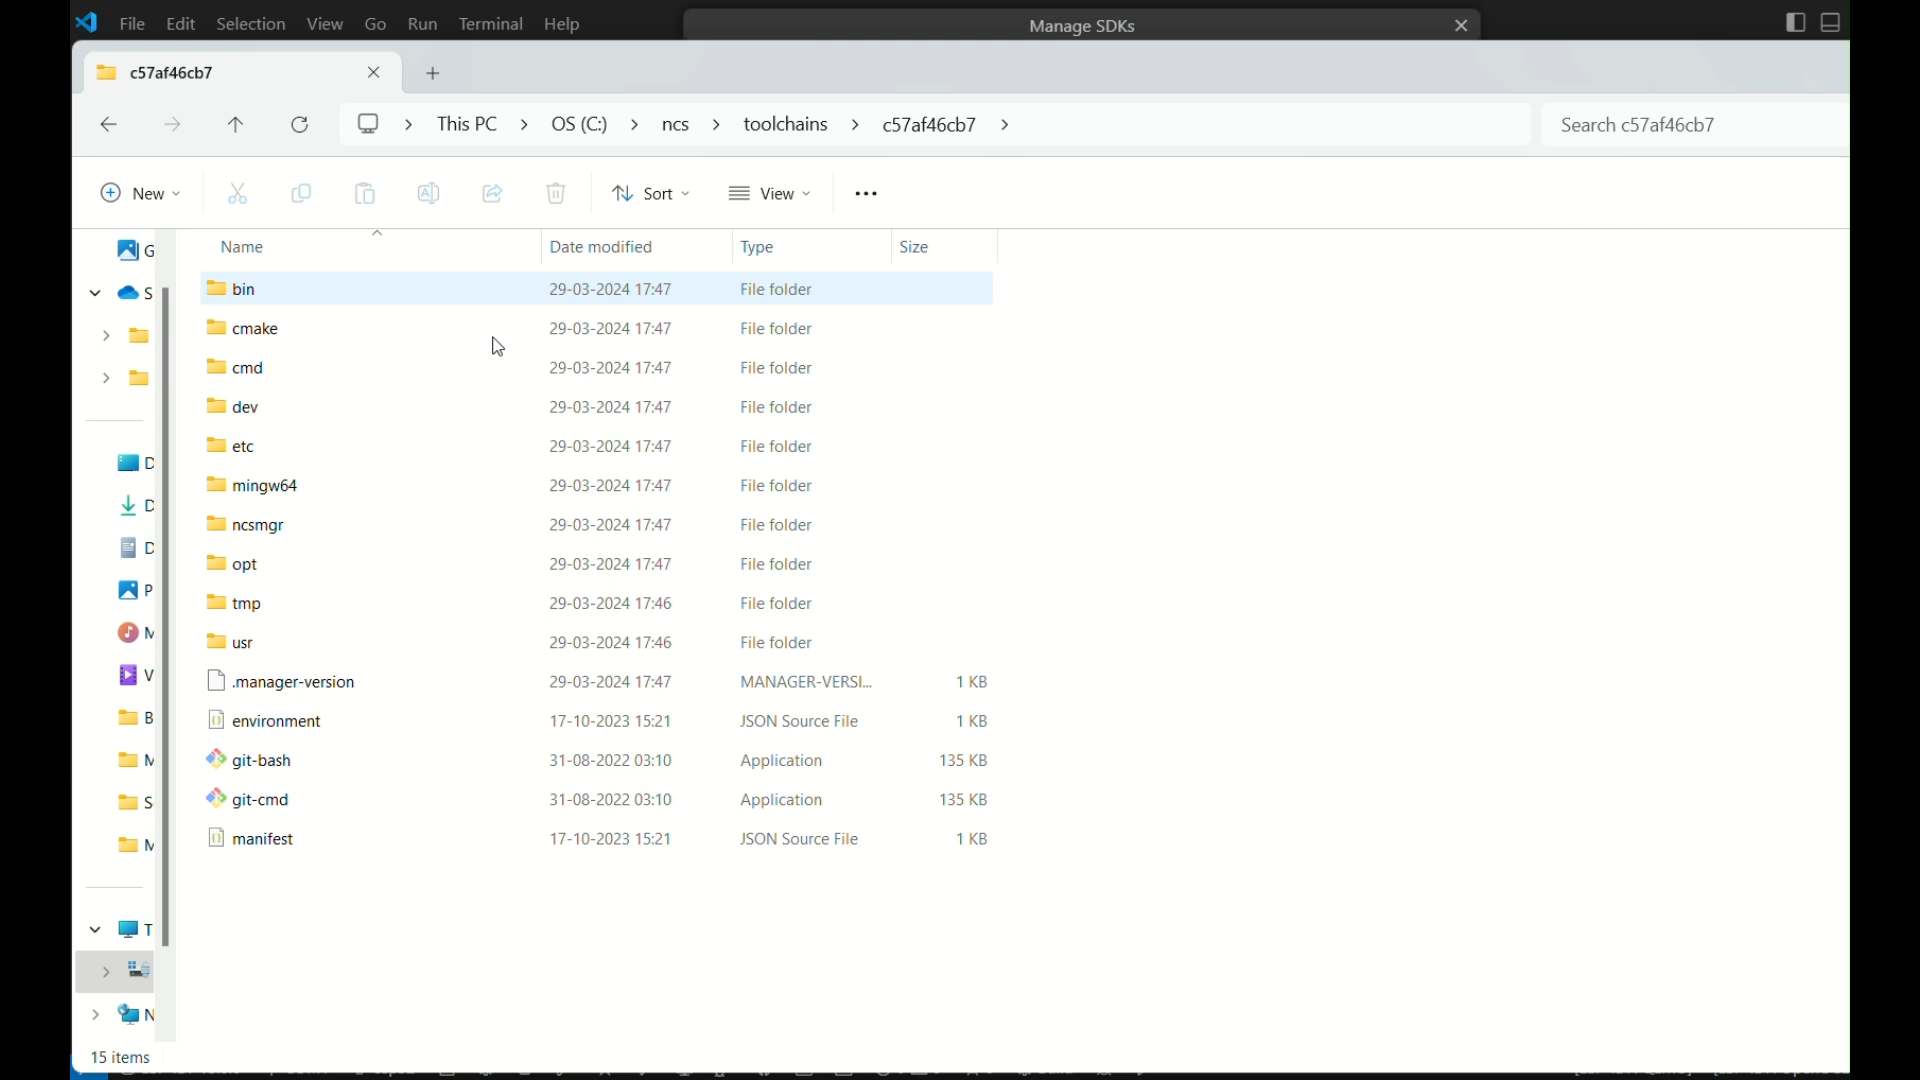 File Edit Selection View Go Run Terminal Help Manage SDKs
c57af46cb7
This PC > OS (C:) > ncs > toolchains > c57af46cb7 > Search c57af46cb7
New Sort View
Name Date modified Type Size
G
S
D
D
D
P
M
V
B
M
S
M
T
N
bin 29-03-2024 17:47 File folder
cmake 29-03-2024 17:47 File folder
cmd 29-03-2024 17:47 File folder
dev 29-03-2024 17:47 File folder
etc 29-03-2024 17:47 File folder
mingw64 29-03-2024 17:47 File folder
ncsmgr 29-03-2024 17:47 File folder
opt 29-03-2024 17:47 File folder
tmp 29-03-2024 17:46 File folder
usr 29-03-2024 17:46 File folder
.manager-version 29-03-2024 17:47 MANAGER-VERSI... 1 KB
environment 17-10-2023 15:21 JSON Source File 1 KB
git-bash 31-08-2022 03:10 Application 135 KB
git-cmd 31-08-2022 03:10 Application 135 KB
manifest 17-10-2023 15:21 JSON Source File 1 KB
15 items